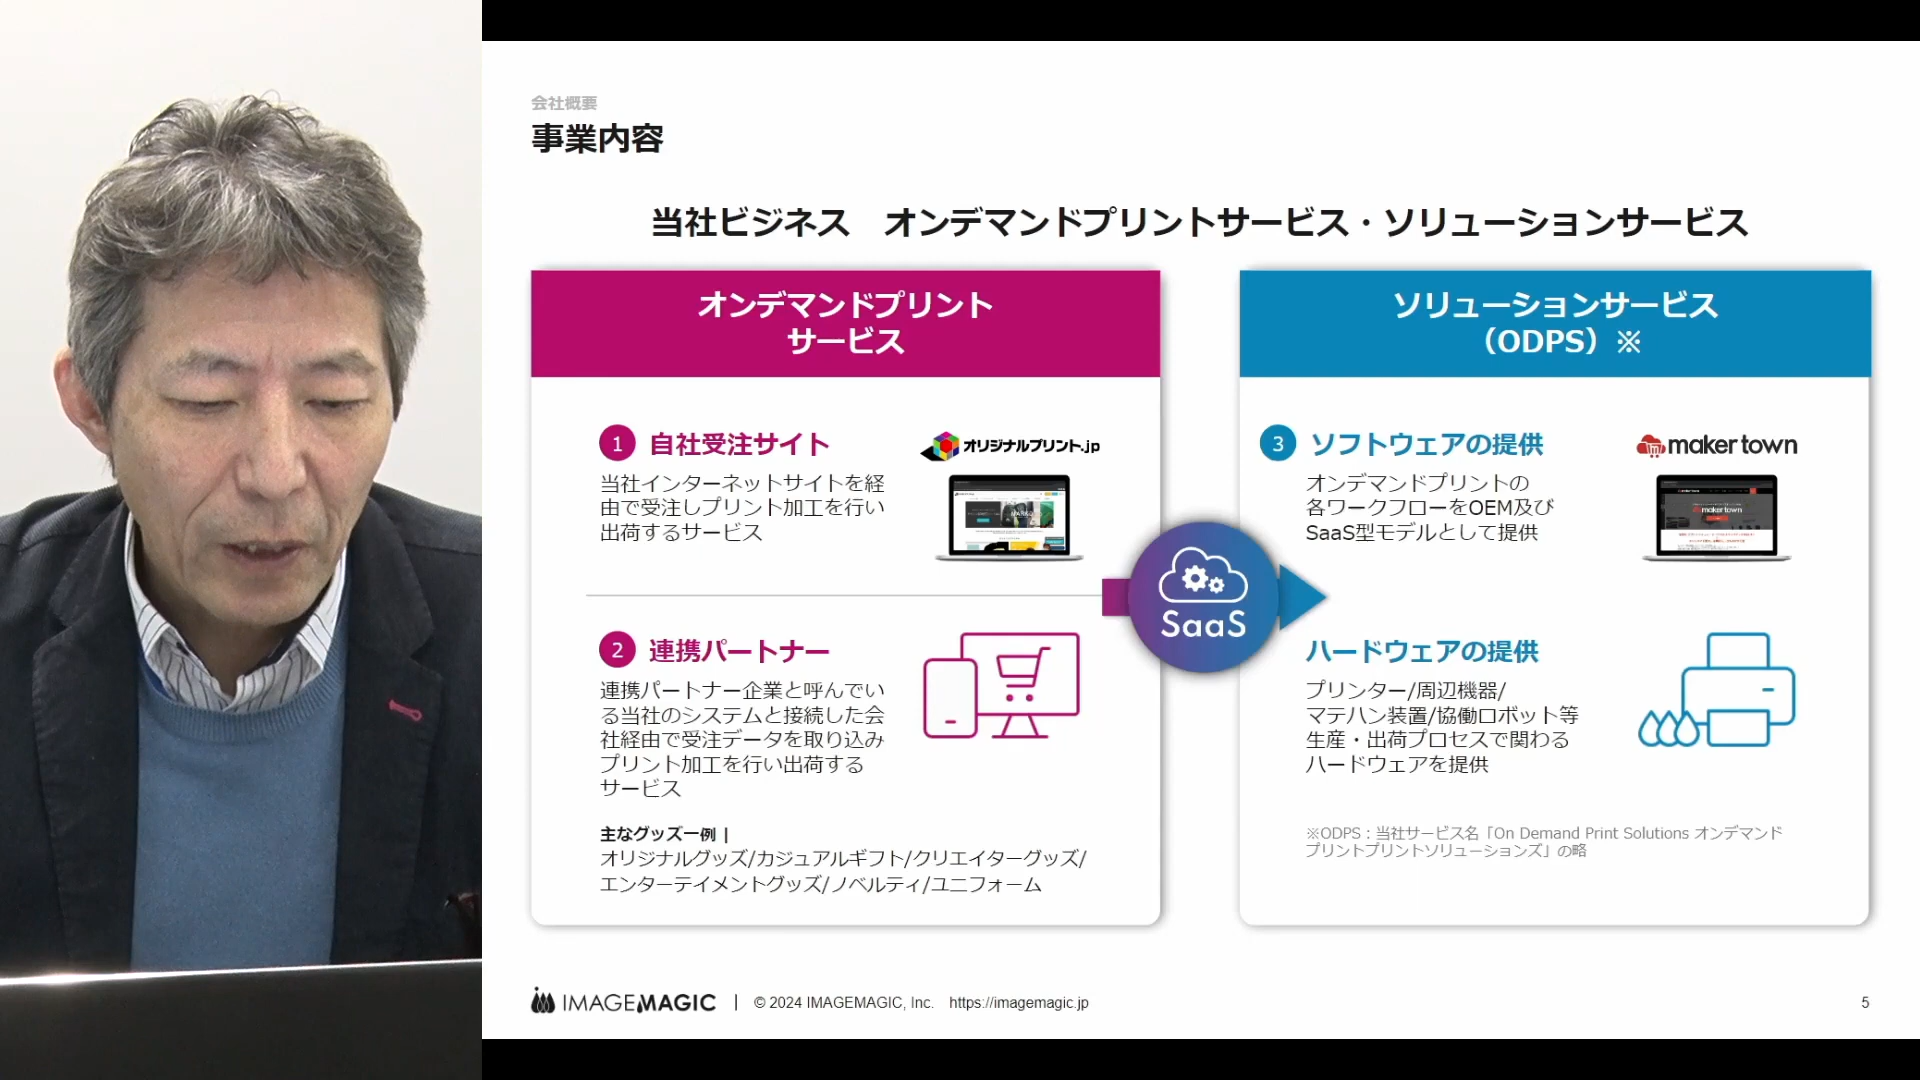 会社概要
事業内容
当社ビジネス　オンデマンドプリントサービス・ソリューションサービス
オンデマンドプリント
サービス
1 自社受注サイト
オリジナルプリント.jp
当社インターネットサイトを経
由で受注しプリント加工を行い
出荷するサービス
2 連携パートナー
連携パートナー企業と呼んでい
る当社のシステムと接続した会
社経由で受注データを取り込み
プリント加工を行い出荷する
サービス
主なグッズ一例 |
オリジナルグッズ/カジュアルギフト/クリエイターグッズ/
エンターテイメントグッズ/ノベルティ/ユニフォーム
SaaS
ソリューションサービス
（ODPS）※
3 ソフトウェアの提供
maker town
オンデマンドプリントの
各ワークフローをOEM及び
SaaS型モデルとして提供
maker town
ハードウェアの提供
プリンター/周辺機器/
マテハン装置/協働ロボット等
生産・出荷プロセスで関わる
ハードウェアを提供
※ODPS：当社サービス名「On Demand Print Solutions オンデマンド
プリントプリントソリューションズ」の略
IMAGEMAGIC | © 2024 IMAGEMAGIC, Inc. https://imagemagic.jp
5